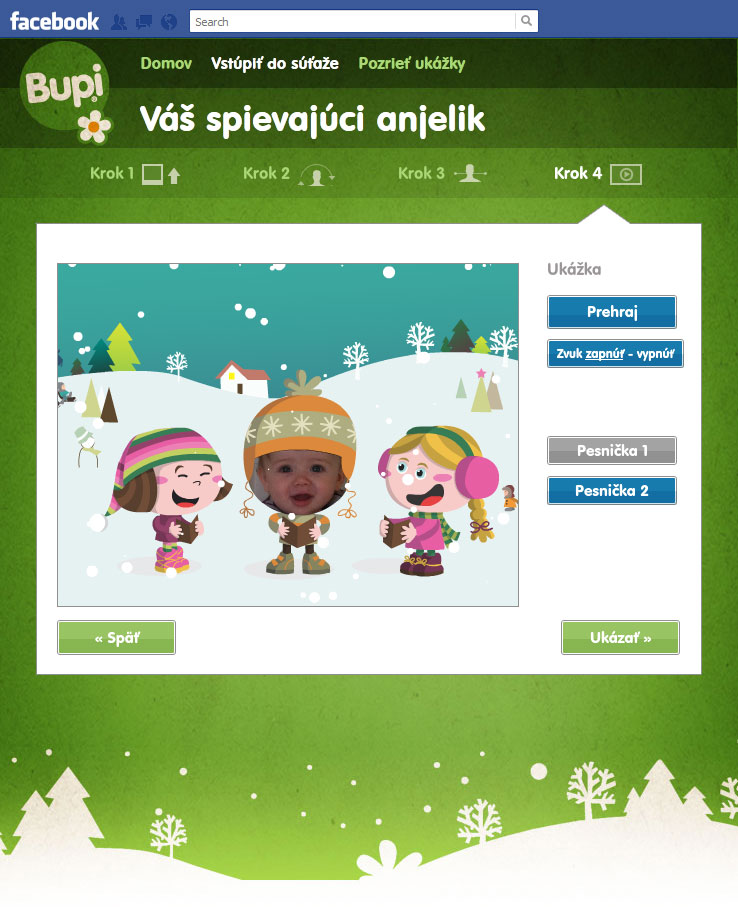 facebook
Search
Bupi
Domov
Vstúpiť do súťaže
Pozrieť ukážky
Váš spievajúci anjelik
Krok 1
Krok 2
Krok 3
Krok 4
Ukážka
Prehraj
Zvuk zapnúť - vypnúť
Pesnička 1
Pesnička 2
« Späť
Ukázať »